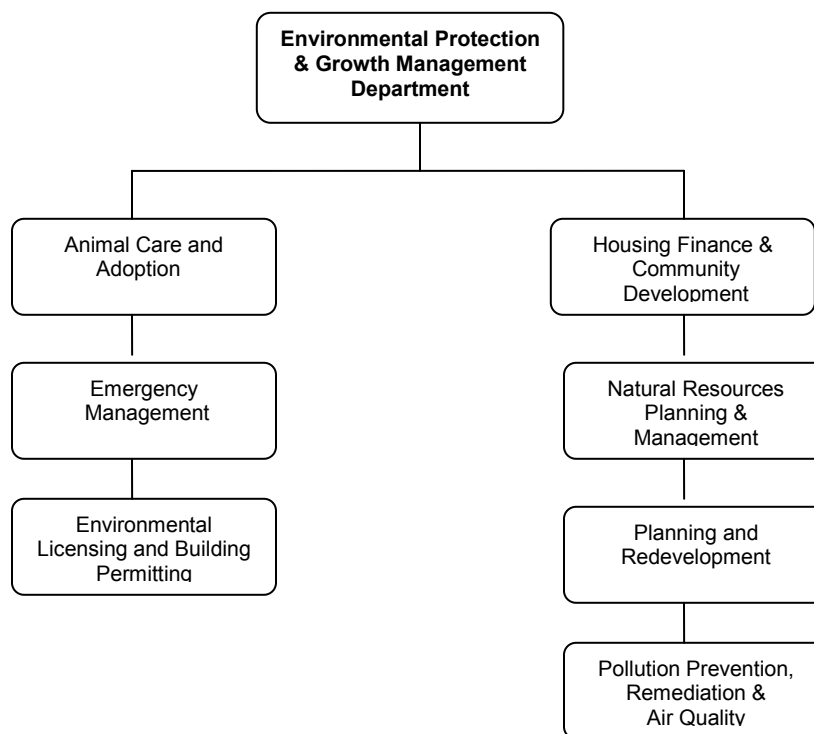 Environmental Protection
& Growth Management
Department
Animal Care and
Adoption
Housing Finance &
Community
Development
Emergency
Management
Natural Resources
Planning &
Management
Environmental
Licensing and Building
Permitting
Planning and
Redevelopment
Pollution Prevention,
Remediation &
Air Quality